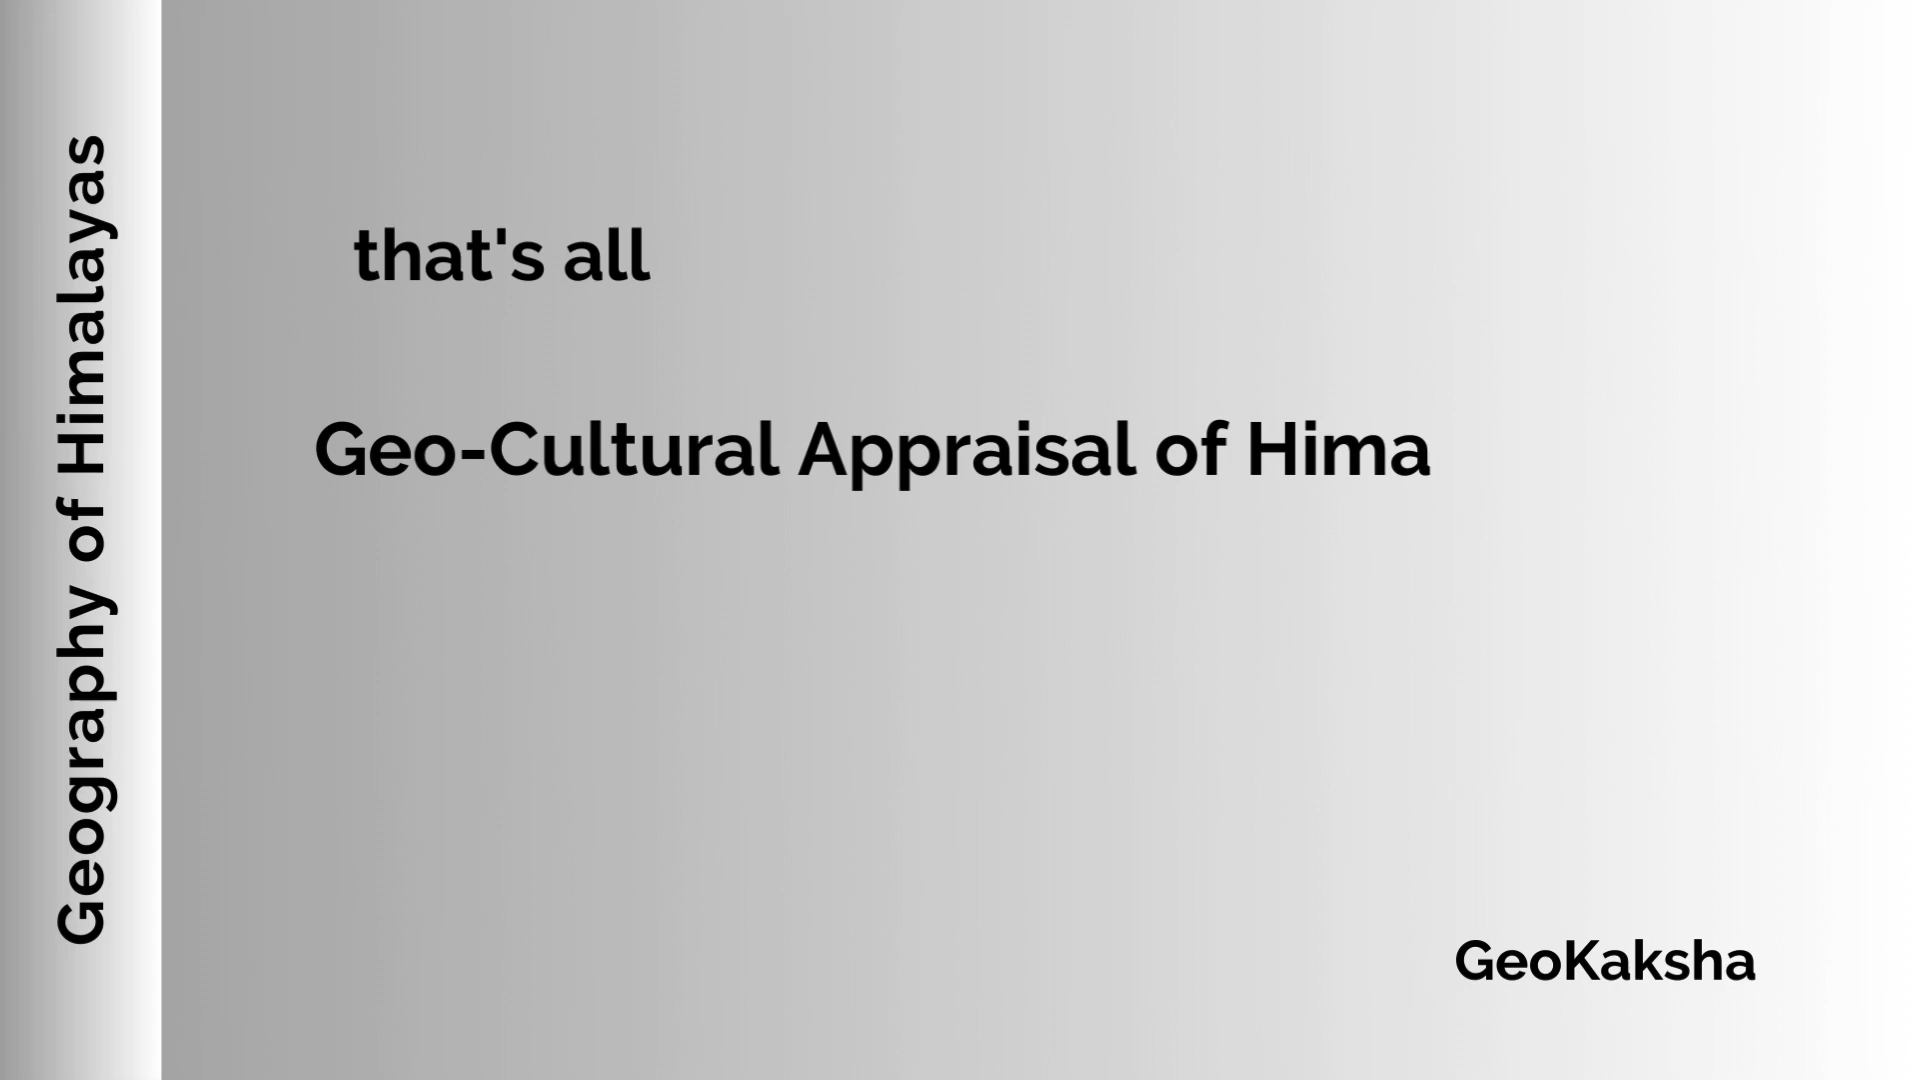 Geography of Himalayas
that's all
Geo-Cultural Appraisal of Hima
GeoKaksha